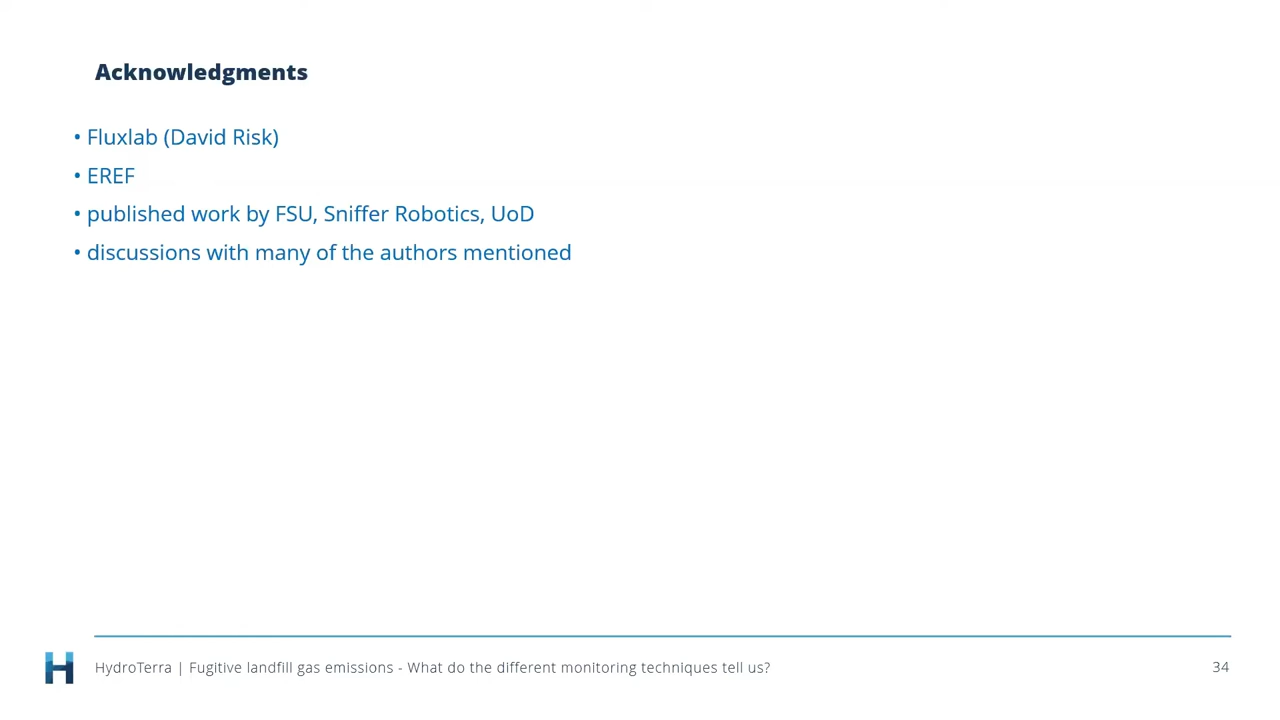 Acknowledgments
• Fluxlab (David Risk)
• EREF
• published work by FSU, Sniffer Robotics, UoD
• discussions with many of the authors mentioned
HydroTerra | Fugitive landfill gas emissions - What do the different monitoring techniques tell us?
34